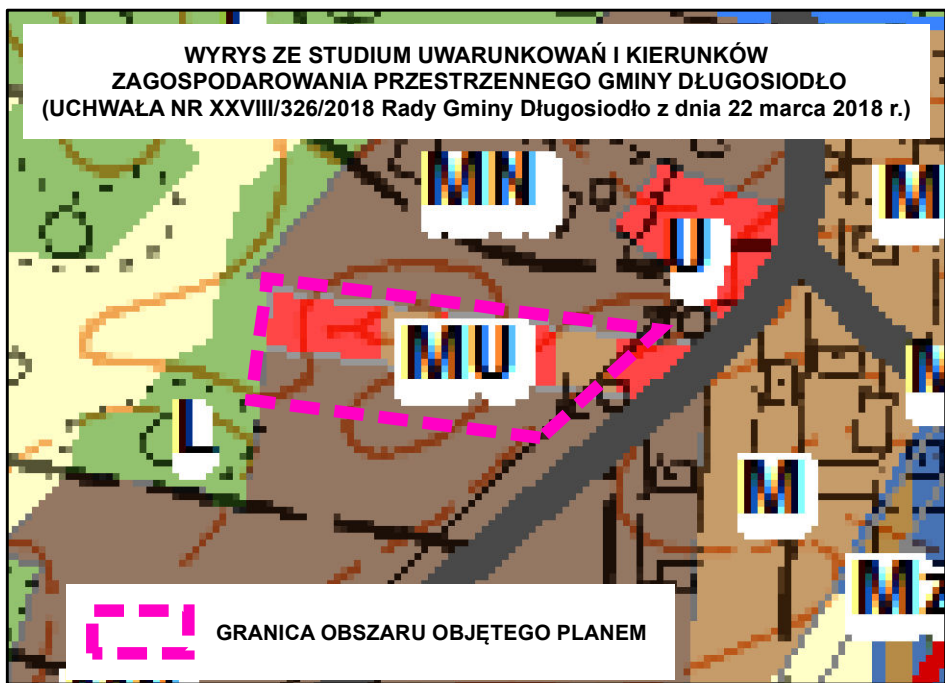 WYRYS ZE STUDIUM UWARUNKOWAŃ I KIERUNKÓW
ZAGOSPODAROWANIA PRZESTRZENNEGO GMINY DŁUGOSIODŁO
(UCHWAŁA NR XXVIII/326/2018 Rady Gminy Długosiodło z dnia 22 marca 2018 r.)
MN
M
U
MU
L
M
GRANICA OBSZARU OBJĘTEGO PLANEM